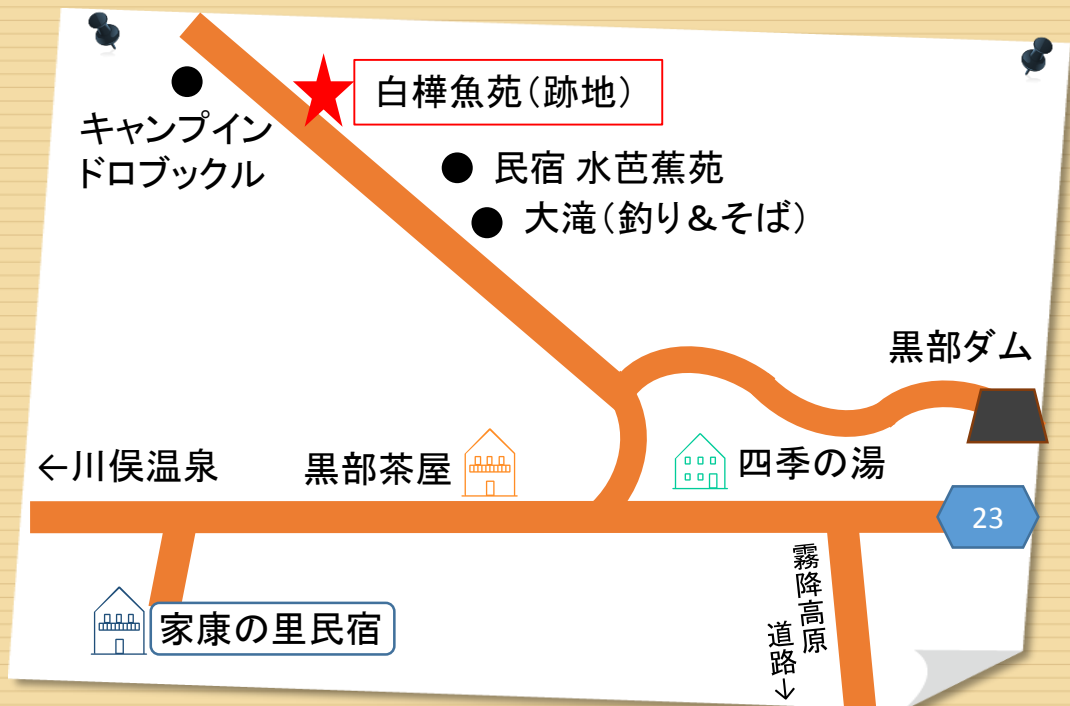 白樺魚苑（跡地）
キャンプイン
ドロブックル
民宿 水芭蕉苑
大滝（釣り＆そば）
黒部ダム
←川俣温泉
黒部茶屋
四季の湯
23
霧降高原
道路↓
家康の里民宿